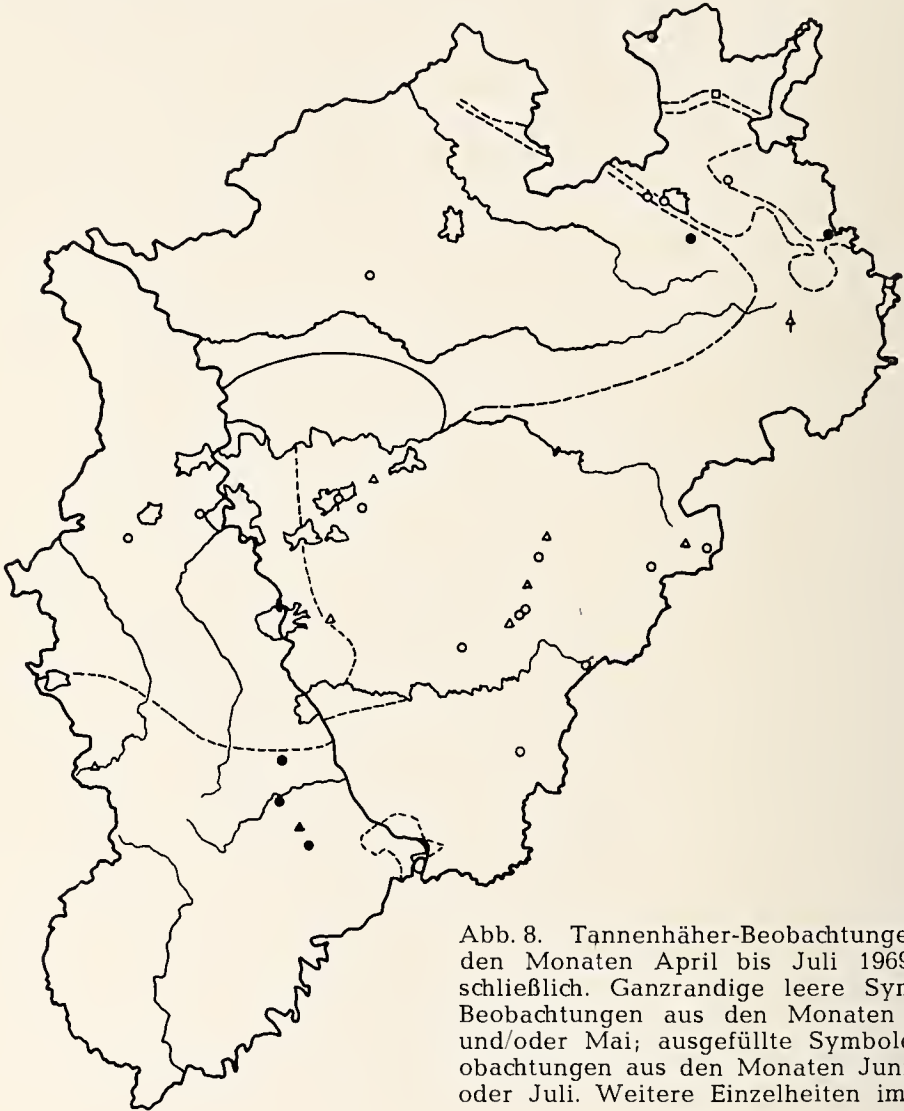 Abb. 8. Tannenhäher-Beobachtunge
den Monaten April bis Juli 1969
schließlich. Ganzrandige leere Sym
Beobachtungen aus den Monaten
und/oder Mai; ausgefüllte Symbole
obachtungen aus den Monaten Jun
oder Juli. Weitere Einzelheiten im